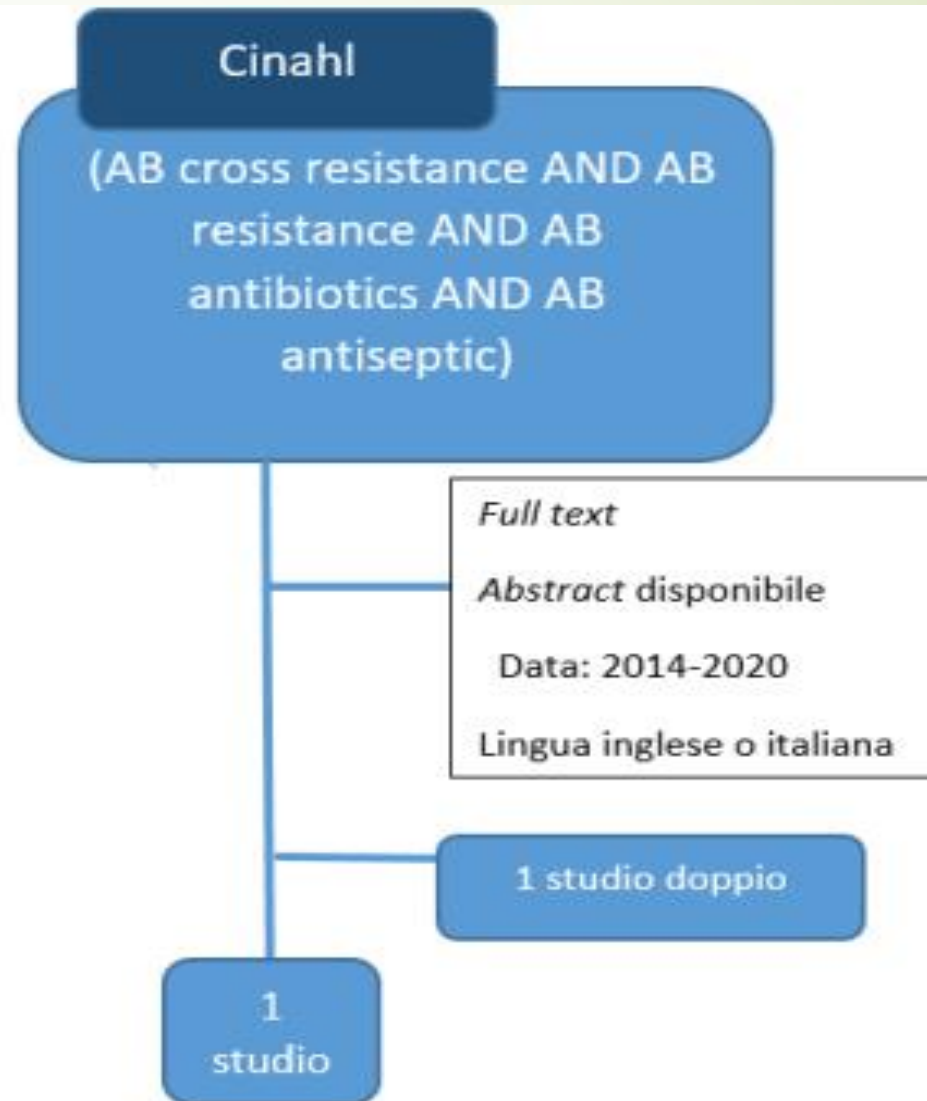 Cinahl
(AB cross resistance AND AB
resistance AND AB
antibiotics AND AB
antiseptic)
Full text
Abstract disponibile
Data: 2014-2020
Lingua inglese o italiana
1 studio doppio
1
studio